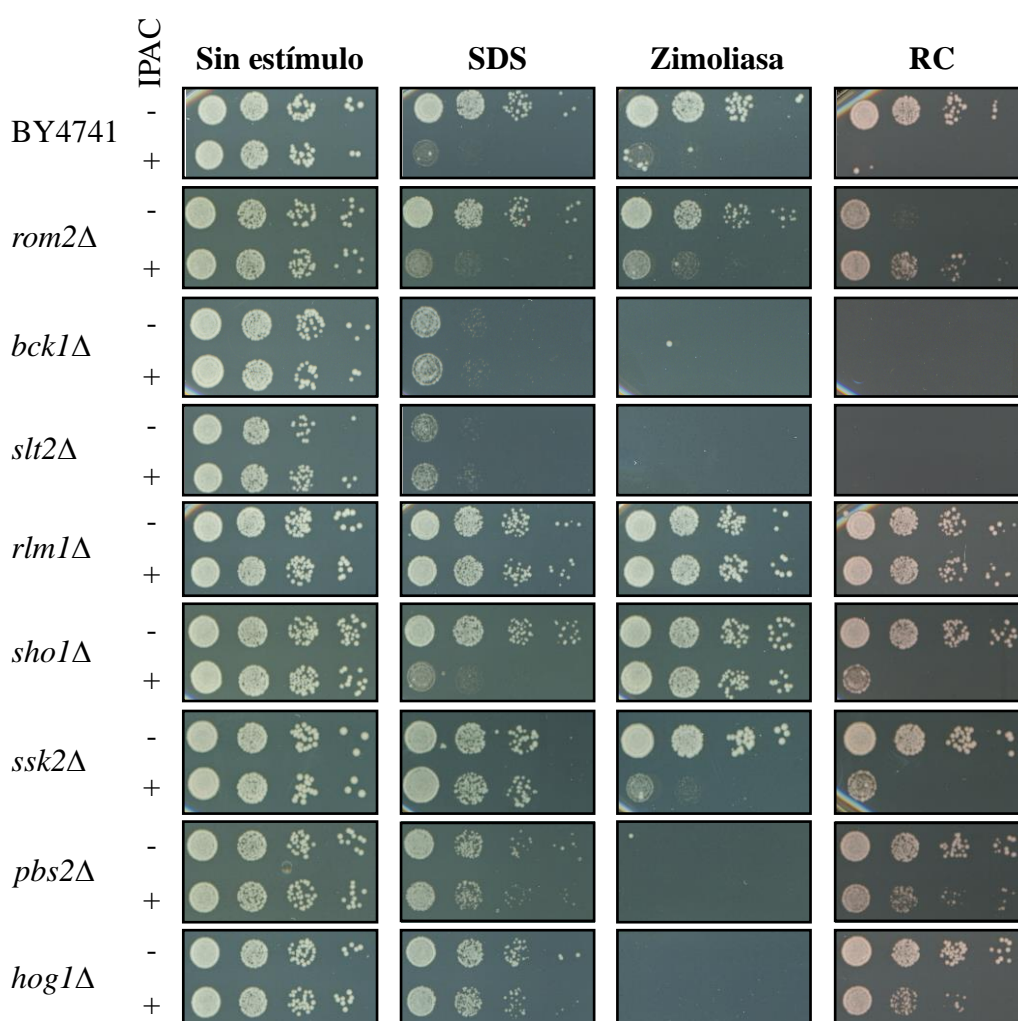 IPAC
Sin estímulo SDS Zimoliasa RC
BY4741 -
+
rom2Δ -
+
bck1Δ -
+
slt2Δ -
+
rlm1Δ -
+
sho1Δ -
+
ssk2Δ -
+
pbs2Δ -
+
hog1Δ -
+